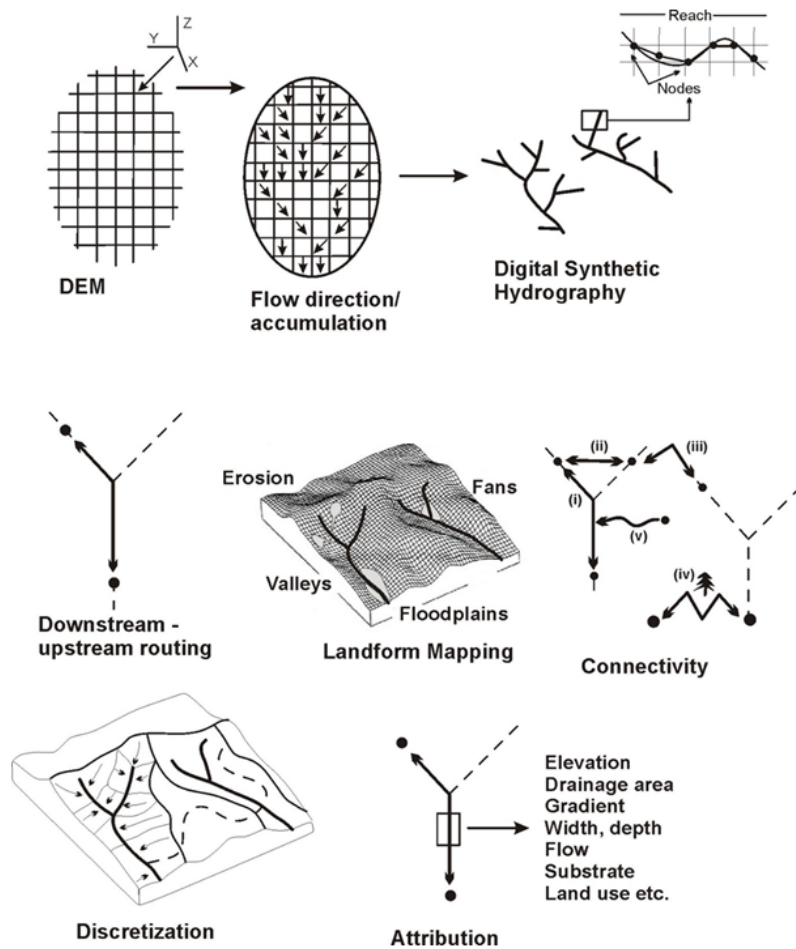 Reach
Nodes
Z
Y
X
DEM
Flow direction/
accumulation
Digital Synthetic
Hydrography
Downstream -
upstream routing
Erosion
Fans
Valleys
Floodplains
Landform Mapping
(i)
(ii)
(iii)
(iv)
(v)
Connectivity
Discretization
Attribution
Elevation
Drainage area
Gradient
Width, depth
Flow
Substrate
Land use etc.